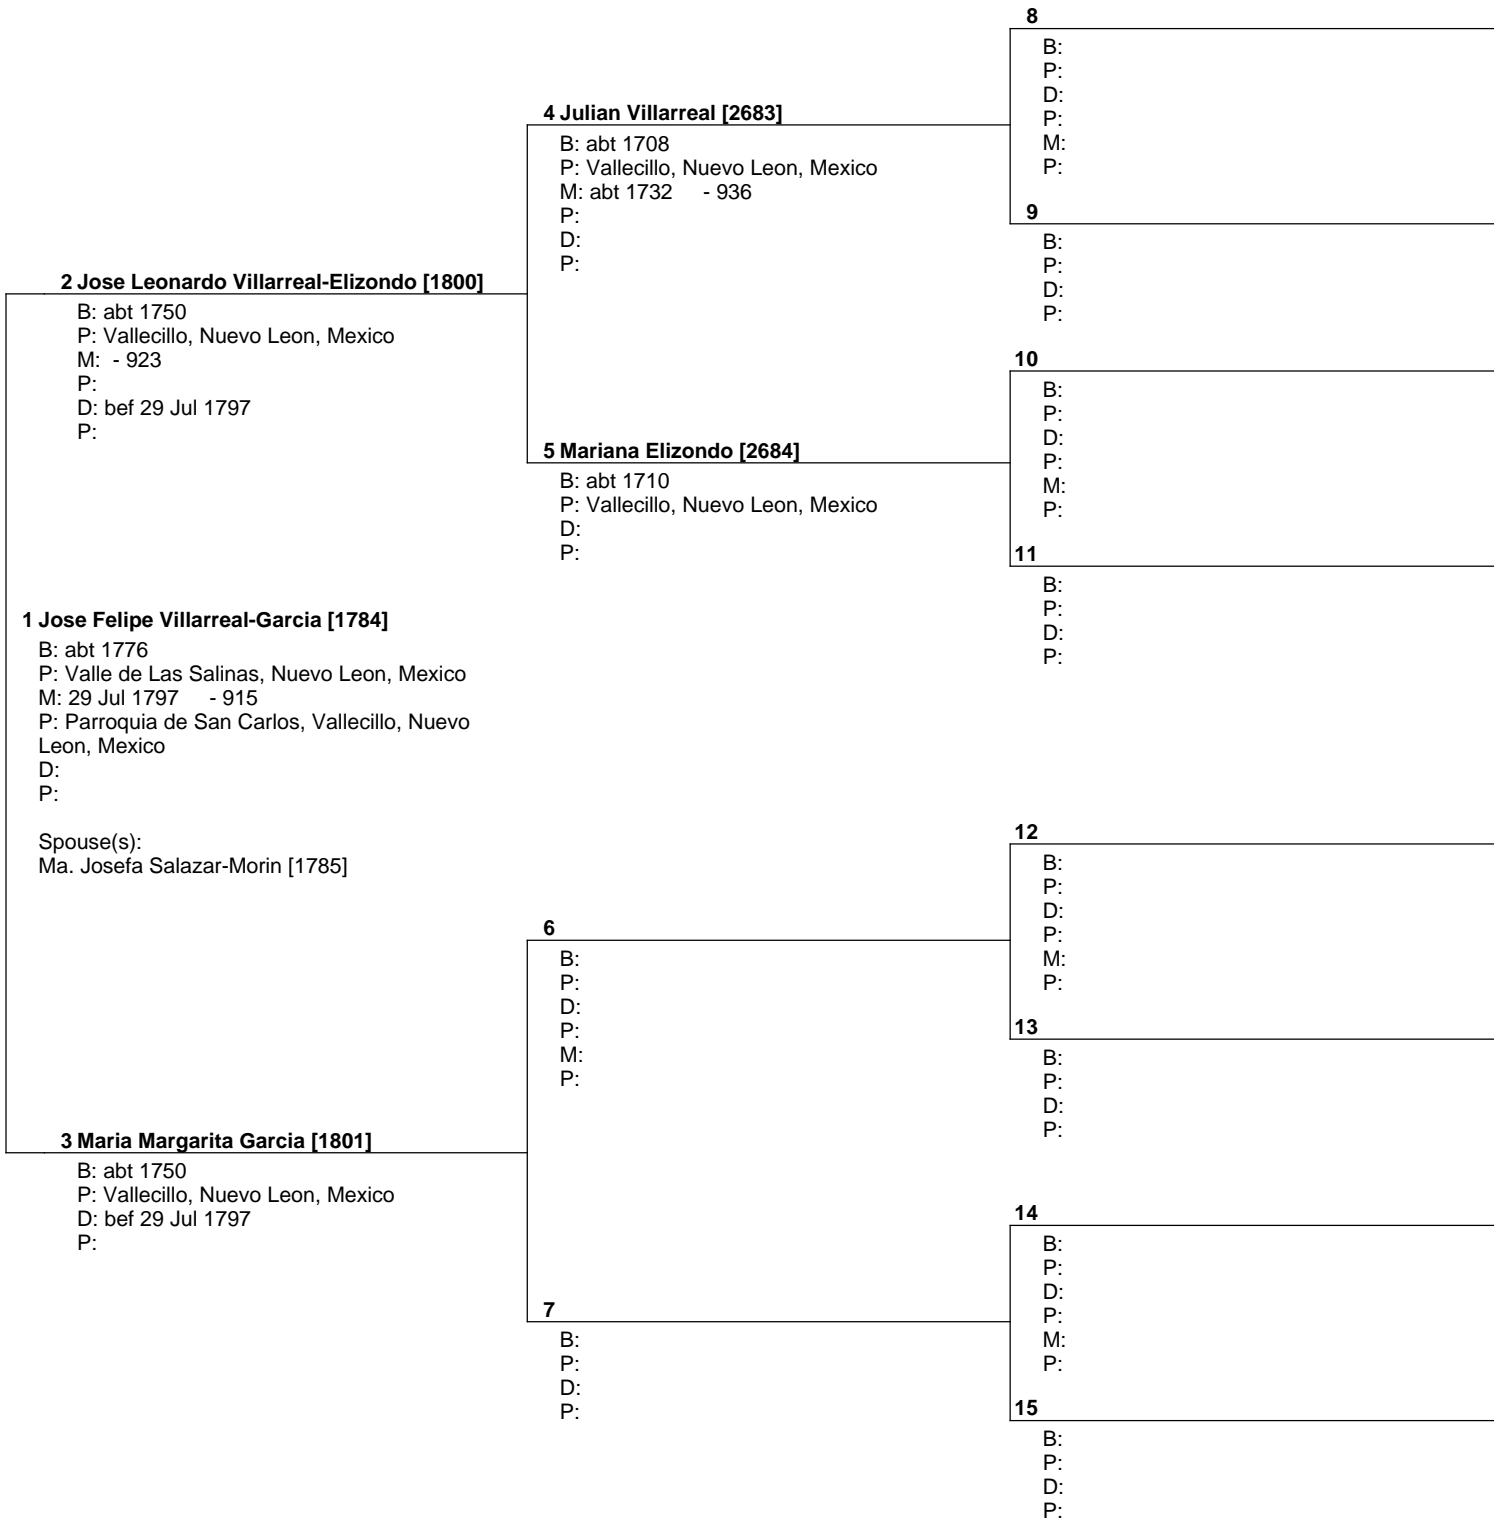 8
B:
P:
D:
P:
M:
P:
4 Julian Villarreal [2683]
B: abt 1708
P: Vallecillo, Nuevo Leon, Mexico
M: abt 1732 - 936
P:
D:
P:
9
B:
P:
D:
P:
2 Jose Leonardo Villarreal-Elizondo [1800]
B: abt 1750
P: Vallecillo, Nuevo Leon, Mexico
M: - 923
P:
D: bef 29 Jul 1797
P:
10
B:
P:
D:
P:
M:
P:
5 Mariana Elizondo [2684]
B: abt 1710
P: Vallecillo, Nuevo Leon, Mexico
D:
P:
11
B:
P:
D:
P:
1 Jose Felipe Villarreal-Garcia [1784]
B: abt 1776
P: Valle de Las Salinas, Nuevo Leon, Mexico
M: 29 Jul 1797 - 915
P: Parroquia de San Carlos, Vallecillo, Nuevo
Leon, Mexico
D:
P:
Spouse(s):
Ma. Josefa Salazar-Morin [1785]
12
B:
P:
D:
P:
M:
P:
6
B:
P:
D:
P:
M:
P:
13
B:
P:
D:
P:
3 Maria Margarita Garcia [1801]
B: abt 1750
P: Vallecillo, Nuevo Leon, Mexico
D: bef 29 Jul 1797
P:
14
B:
P:
D:
P:
M:
P:
7
B:
P:
D:
P:
15
B:
P:
D:
P: